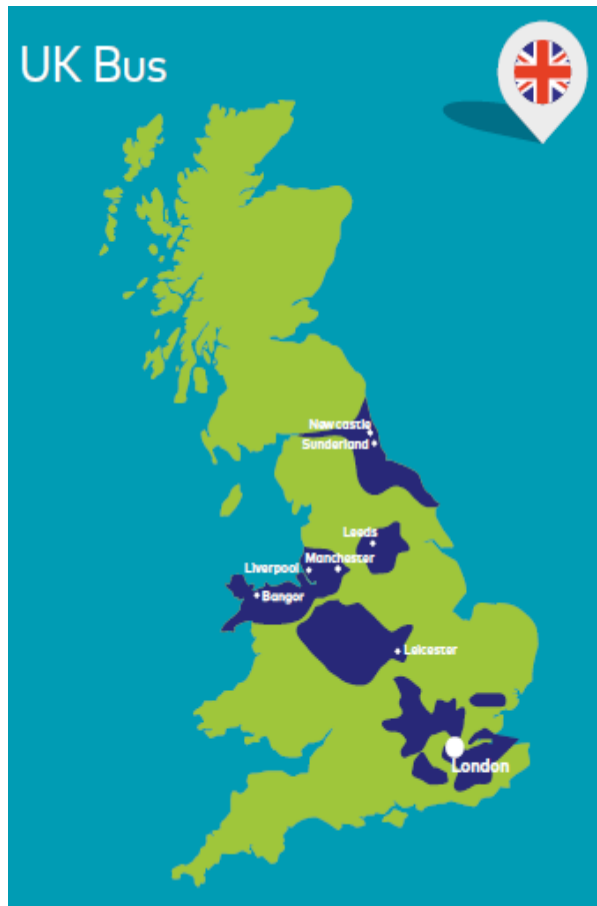 UK Bus
Newcastle
Sunderland
Leeds
Manchester
Liverpool
Bangor
Leicester
London